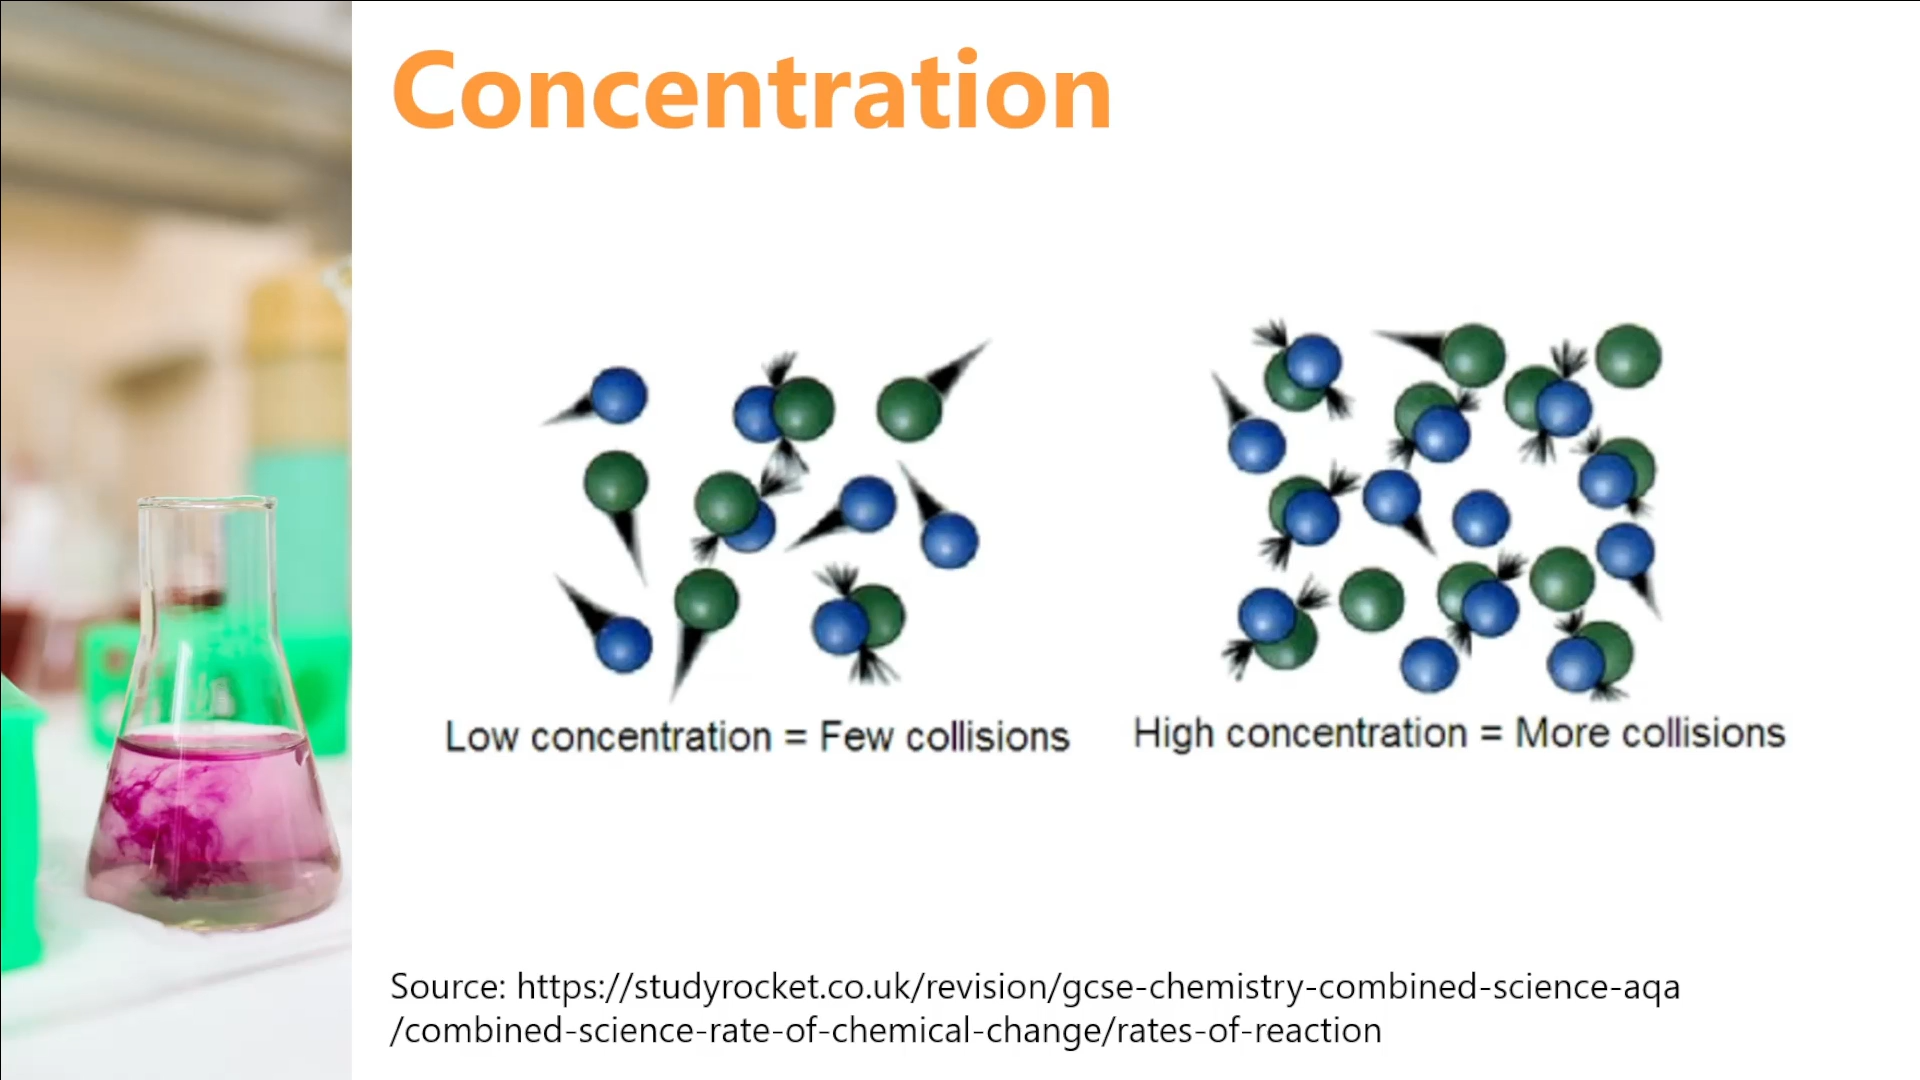 Concentration
Low concentration = Few collisions
High concentration = More collisions
Source: https://studyrocket.co.uk/revision/gcse-chemistry-combined-science-aqa
/combined-science-rate-of-chemical-change/rates-of-reaction